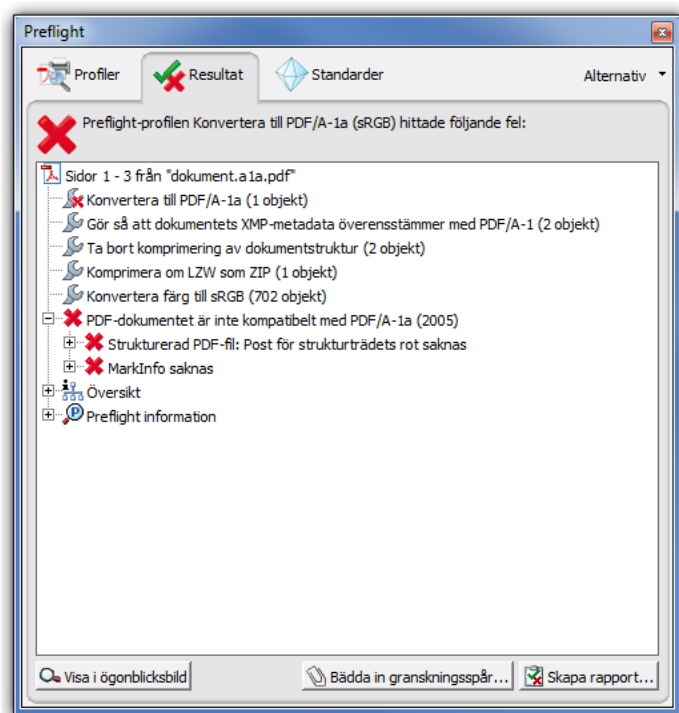 Preflight
Profiler
Resultat
Standarder
Alternativ
Preflight-profilen Konvertera till PDF/A-1a (sRGB) hittade följande fel:
Sidor 1 - 3 från "dokument.a1a.pdf"
Konvertera till PDF/A-1a (1 objekt)
Gör så att dokumentets XMP-metadata överensstämmer med PDF/A-1 (2 objekt)
Ta bort komprimering av dokumentstruktur (2 objekt)
Komprimera om LZW som ZIP (1 objekt)
Konvertera färg till sRGB (702 objekt)
PDF-dokumentet är inte kompatibelt med PDF/A-1a (2005)
Strukturerad PDF-fil: Post för strukturträdets rot saknas
MarkInfo saknas
Översikt
Preflight information
Visa i ögonblicksbild
Bädda in granskningsspår...
Skapa rapport...